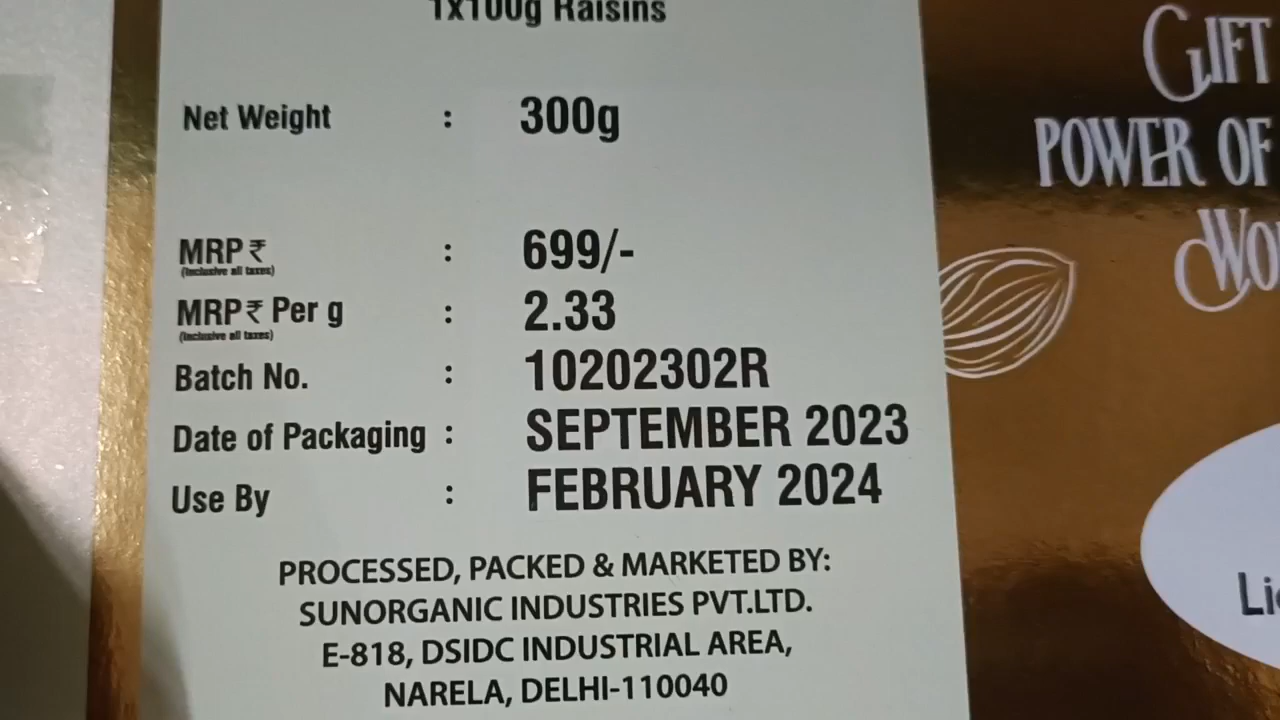 1x100g Raisins
Net Weight : 300g
MRP ₹ : 699/-
(Inclusive all taxes)
MRP ₹ Per g : 2.33
(Inclusive all taxes)
Batch No. : 10202302R
Date of Packaging : SEPTEMBER 2023
Use By : FEBRUARY 2024
PROCESSED, PACKED & MARKETED BY:
SUNORGANIC INDUSTRIES PVT.LTD.
E-818, DSIDC INDUSTRIAL AREA,
NARELA, DELHI-110040
GIFT
POWER OF